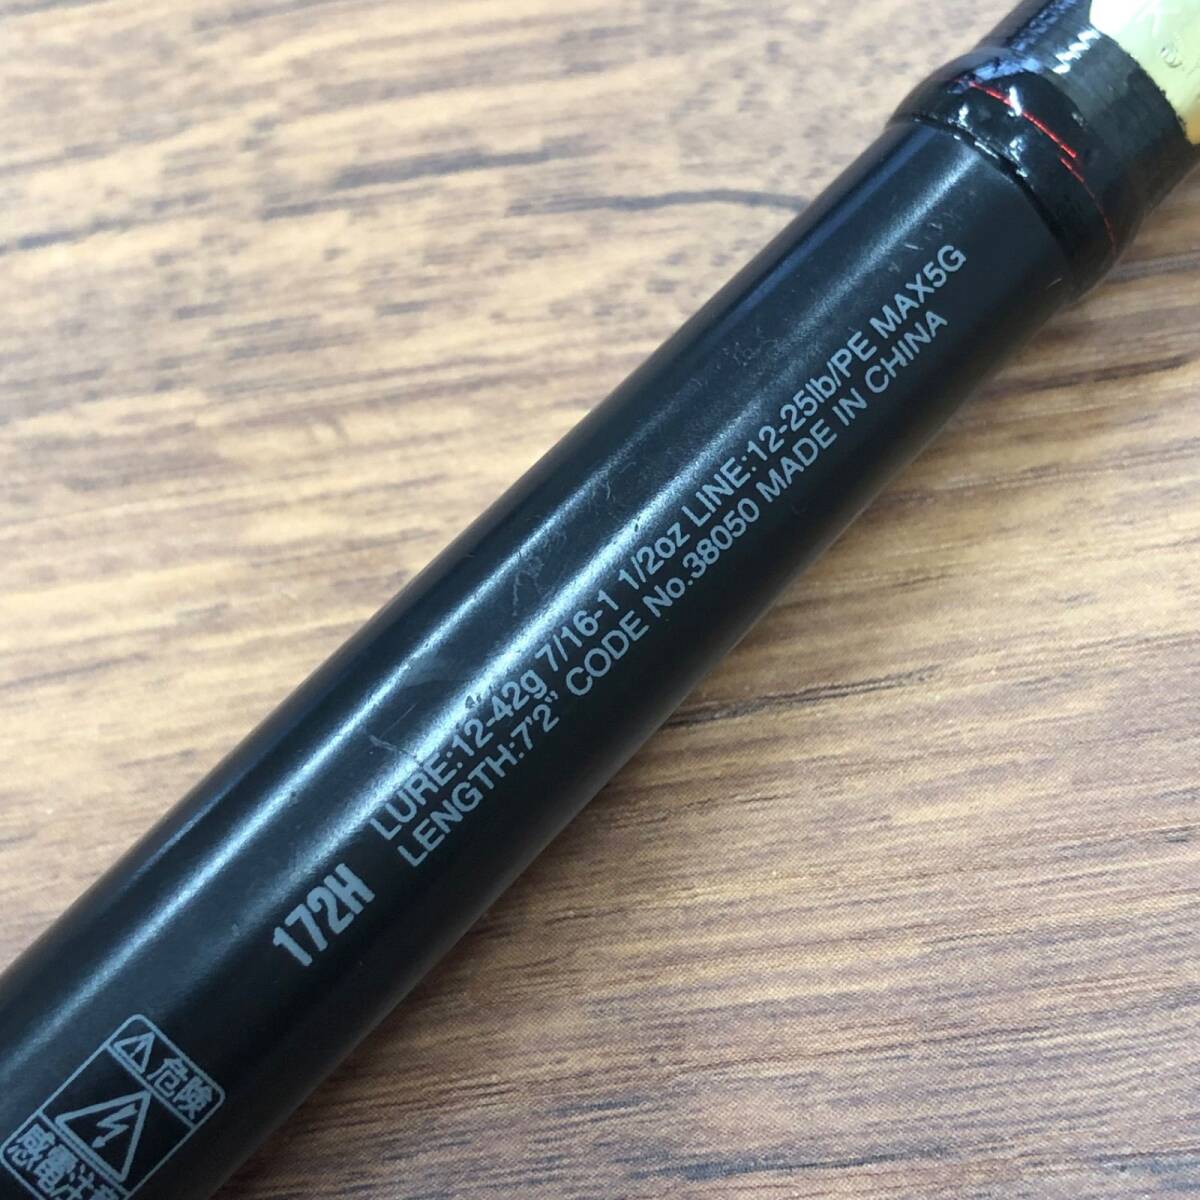 172H
LURE:12-42g 7/16-1 1/2oz LINE:12-25lb/PE MAX5G
LENGTH:7'2" CODE No.38050 MADE IN CHINA
⚠危険
感電注意